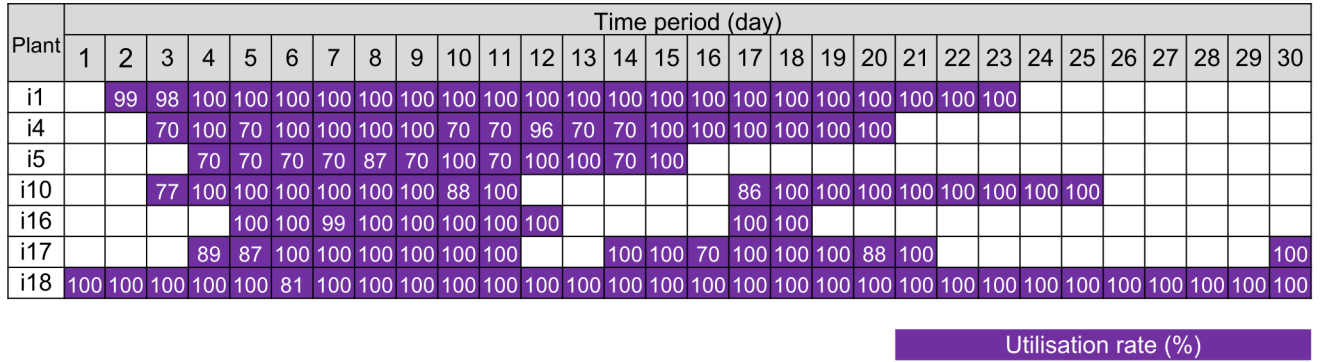 Time period (day)
Plant 1 2 3 4 5 6 7 8 9 10 11 12 13 14 15 16 17 18 19 20 21 22 23 24 25 26 27 28 29 30
i1 99 98 100 100 100 100 100 100 100 100 100 100 100 100 100 100 100 100 100 100 100 100
i4 70 100 70 100 100 100 100 70 70 96 70 70 100 100 100 100 100 100
i5 70 70 70 70 87 70 100 70 100 100 70 100
i10 77 100 100 100 100 100 100 88 100 86 100 100 100 100 100 100 100 100
i16 100 100 99 100 100 100 100 100 100 100
i17 89 87 100 100 100 100 100 100 100 100 70 100 100 100 88 100 100
i18 100 100 100 100 100 81 100 100 100 100 100 100 100 100 100 100 100 100 100 100 100 100 100 100 100 100 100 100 100 100
Utilisation rate (%)